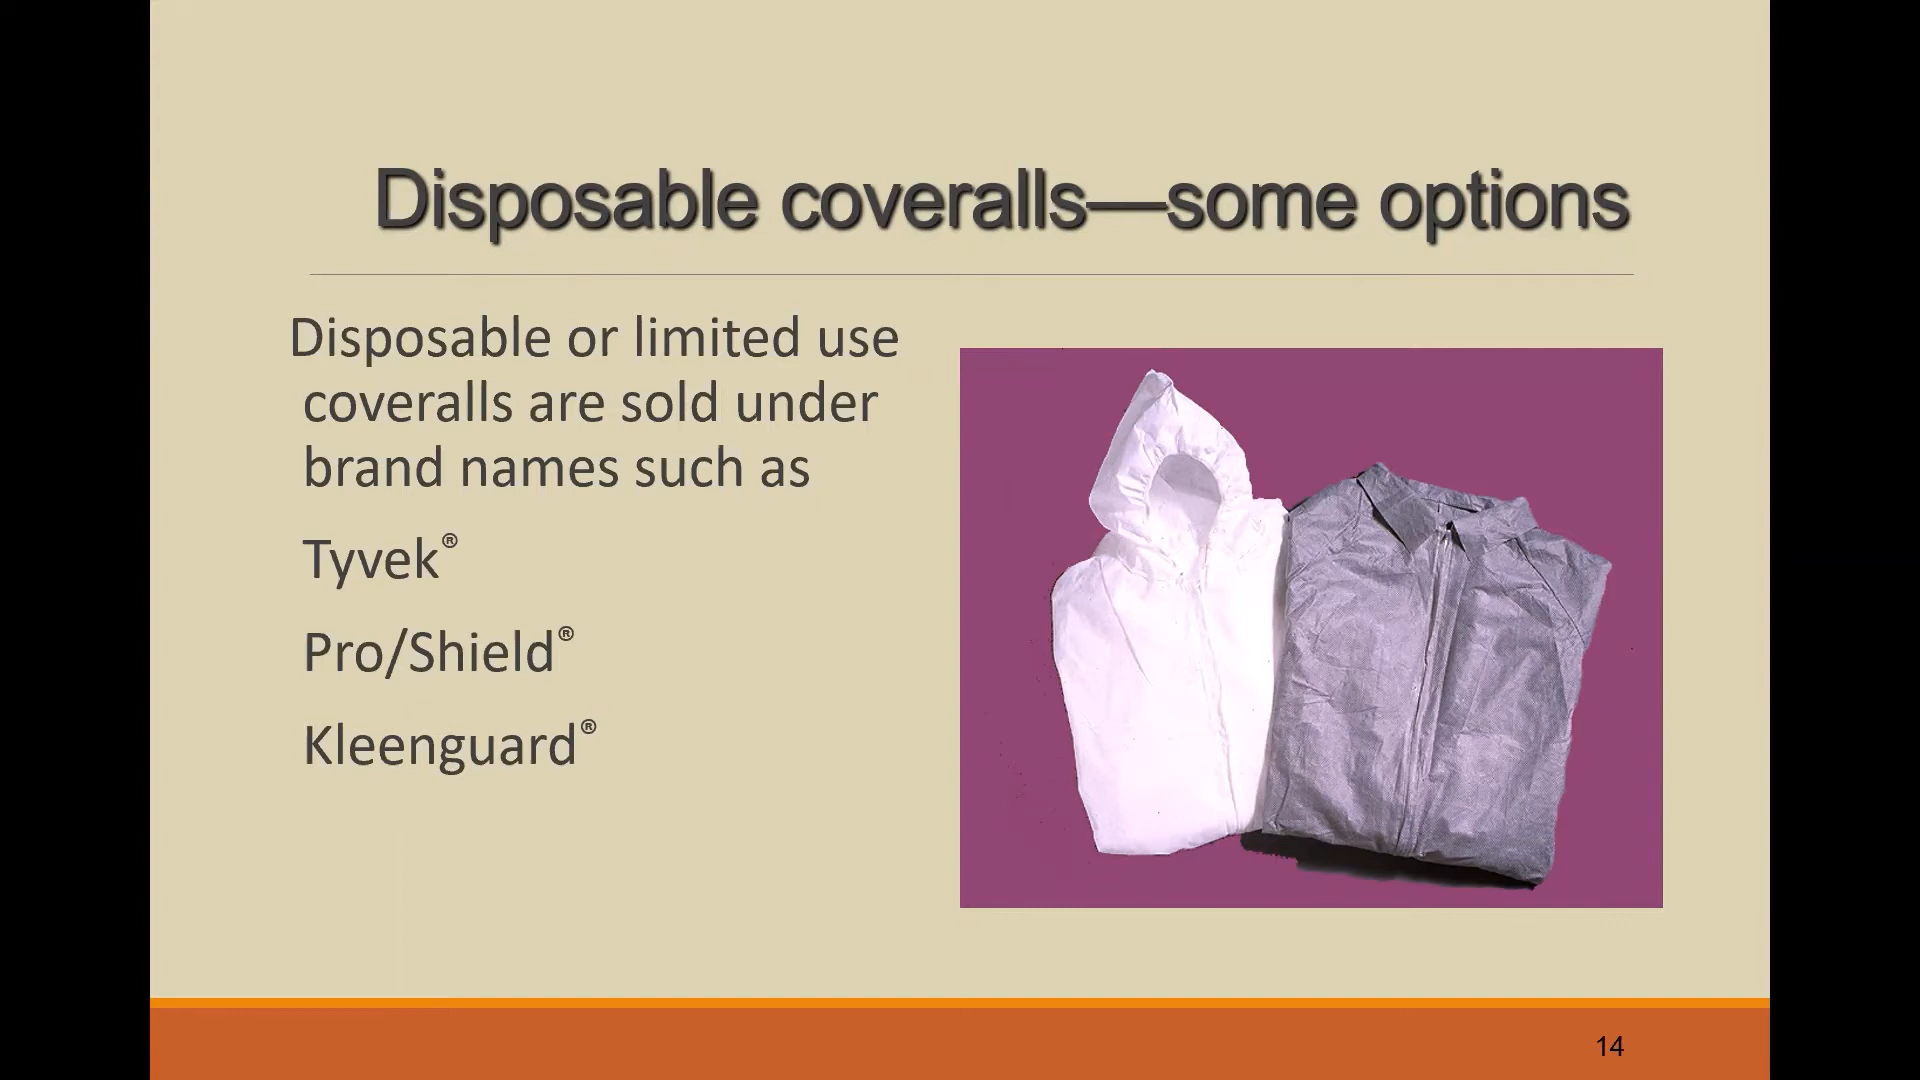 Disposable coveralls—some options
Disposable or limited use
coveralls are sold under
brand names such as
Tyvek®
Pro/Shield®
Kleenguard®
14